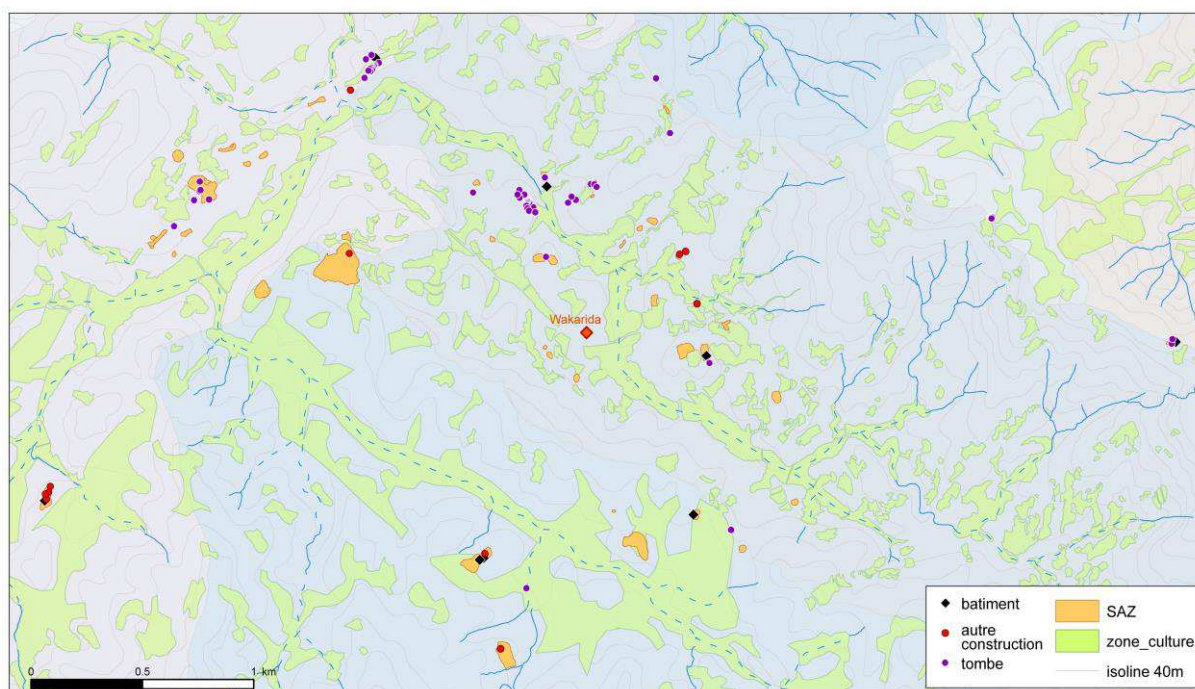 Wakarida
batiment
autre
construction
tombe
SAZ
zone_culture
isoline 40m
0 0.5 1 km